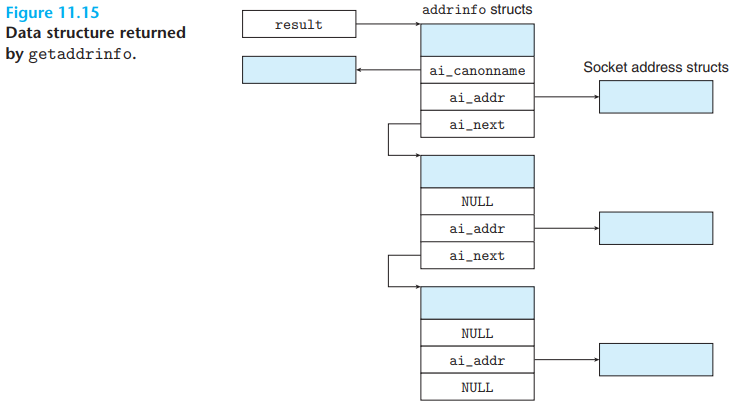 Figure 11.15
Data structure returned
by getaddrinfo.
addrinfo structs
result
ai_canonname
Socket address structs
ai_addr
ai_next
NULL
ai_addr
ai_next
NULL
ai_addr
NULL